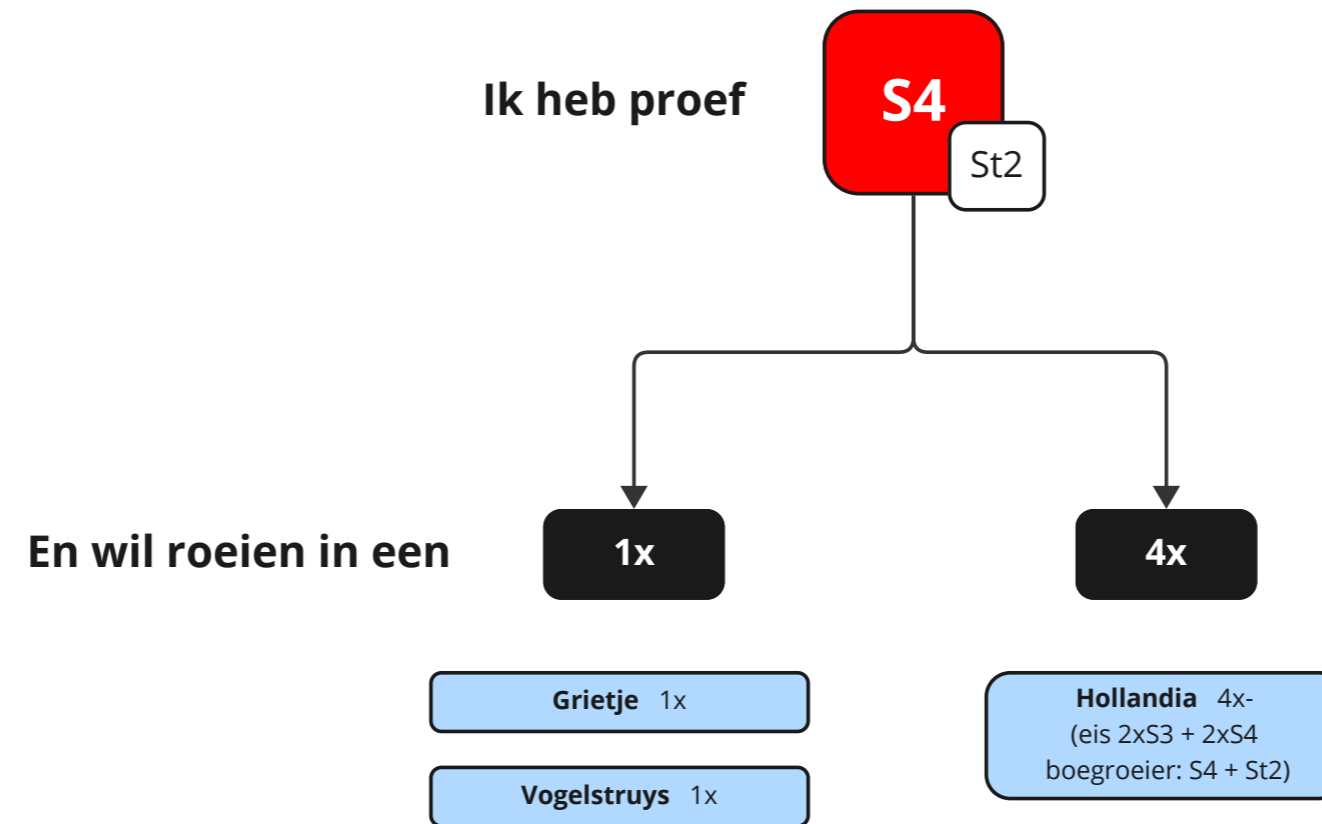 Ik heb proef
S4
St2
En wil roeien in een
1x
4x
Grietje 1x
Hollandia 4x-
(eis 2xS3 + 2xS4
boegroeier: S4 + St2)
Vogelstruys 1x